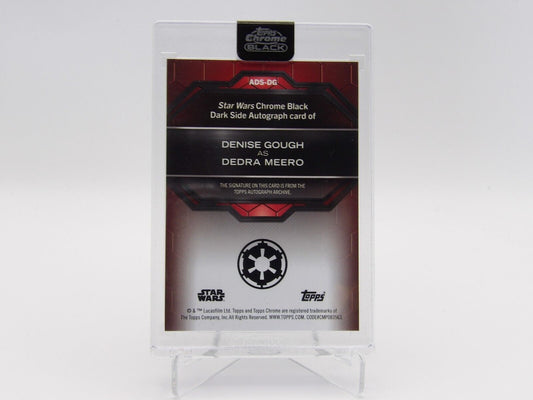 Topps
Chrome
BLACK
ADS-DG
Star Wars Chrome Black
Dark Side Autograph card of
DENISE GOUGH
AS
DEDRA MEERO
THE SIGNATURE ON THIS CARD IS FROM THE
TOPPS AUTOGRAPH ARCHIVE.
STAR
WARS
Topps
© & ™ Lucasfilm Ltd. Topps and Topps Chrome are registered trademarks of
The Topps Company, Inc. All Rights Reserved. WWW.TOPPS.COM.